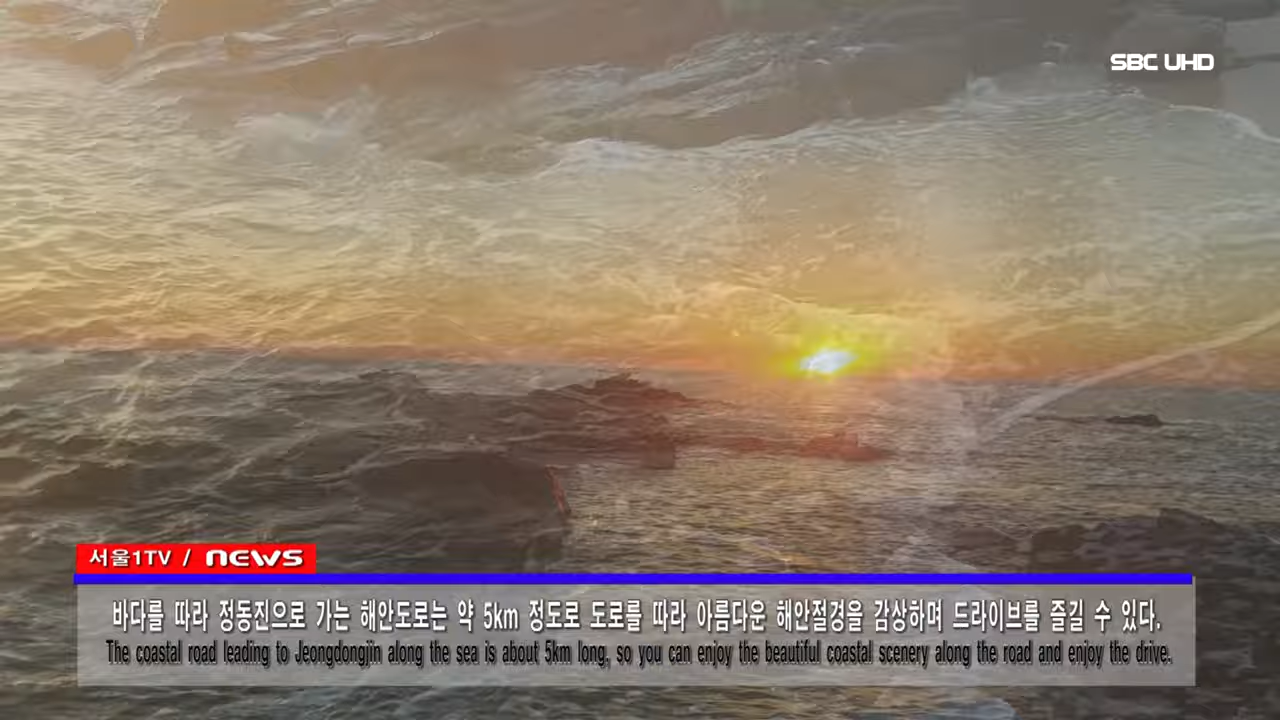 SBC UHD
서울1TV / NEWS
바다를 따라 정동진으로 가는 해안도로는 약 5km 정도로 도로를 따라 아름다운 해안절경을 감상하며 드라이브를 즐길 수 있다.
The coastal road leading to Jeongdongjin along the sea is about 5km long, so you can enjoy the beautiful coastal scenery along the road and enjoy the drive.